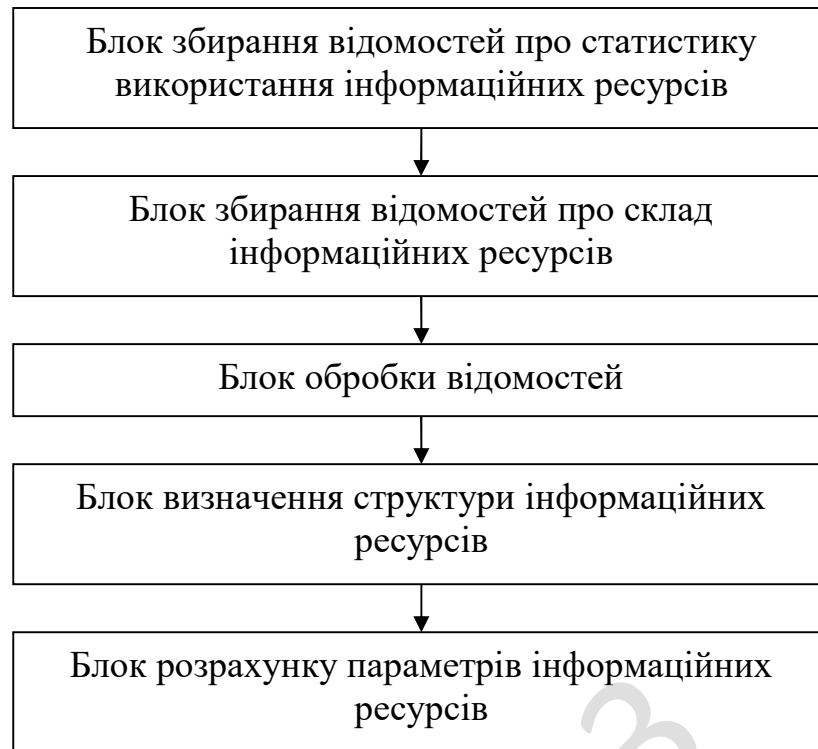 Блок збирання відомостей про статистику
використання інформаційних ресурсів
Блок збирання відомостей про склад
інформаційних ресурсів
Блок обробки відомостей
Блок визначення структури інформаційних
ресурсів
Блок розрахунку параметрів інформаційних
ресурсів